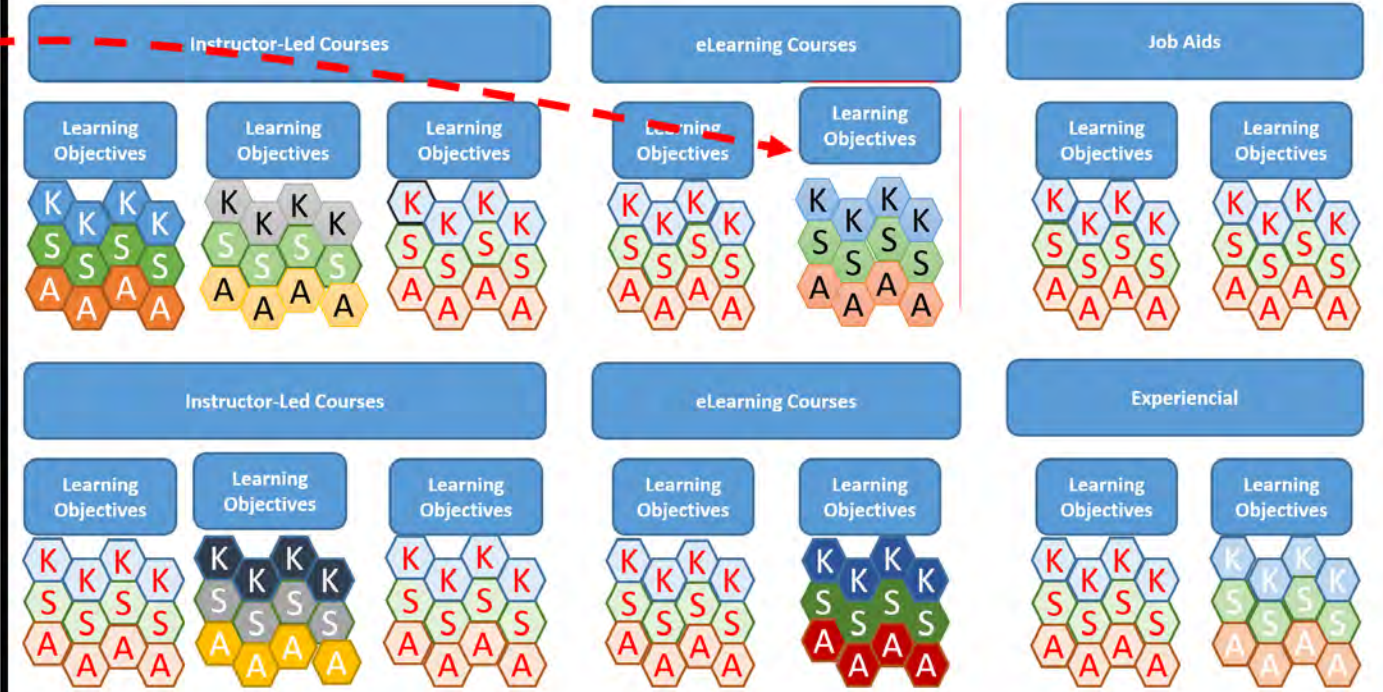 Instructor-Led Courses
eLearning Courses
Job Aids
Learning
Objectives
Learning
Objectives
Learning
Objectives
Learning
Objectives
Learning
Objectives
Learning
Objectives
Learning
Objectives
K K K K
S S S S
A A A A
K K K K
S S S S
A A A A
K K K K
S S S S
A A A A
K K K K
S S S S
A A A A
K K K K
S S S S
A A A A
K K K K
S S S S
A A A A
K K K K
S S S S
A A A A
Instructor-Led Courses
eLearning Courses
Experiencial
Learning
Objectives
Learning
Objectives
Learning
Objectives
Learning
Objectives
Learning
Objectives
Learning
Objectives
Learning
Objectives
K K K K
S S S S
A A A A
K K K K
S S S S
A A A A
K K K K
S S S S
A A A A
K K K K
S S S S
A A A A
K K K K
S S S S
A A A A
K K K K
S S S S
A A A A
K K K K
S S S S
A A A A